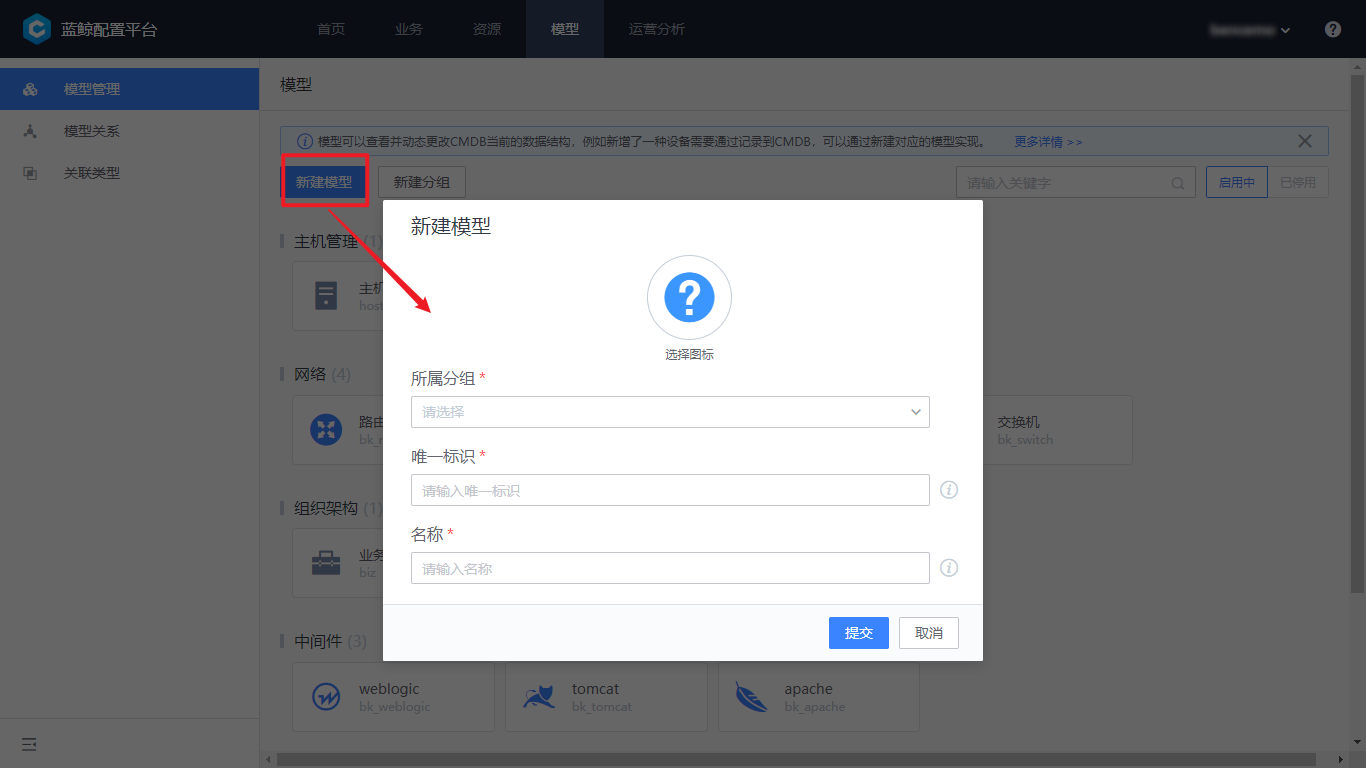 蓝鲸配置平台
首页 业务 资源 模型 运营分析
模型管理
模型关系
关联类型
模型
模型可以查看并动态更改CMDB当前的数据结构，例如新增了一种设备需要通过记录到CMDB，可以通过新建对应的模型实现。 更多详情 >>
新建模型 新建分组 请输入关键字 启用中 已停用
主机管理 (1)
主机
host
网络 (4)
路由
bk_r
交换机
bk_switch
组织架构 (1)
业务
biz
中间件 (3)
weblogic
bk_weblogic
tomcat
bk_tomcat
apache
bk_apache
新建模型
选择图标
所属分组 *
请选择
唯一标识 *
请输入唯一标识
名称 *
请输入名称
提交 取消